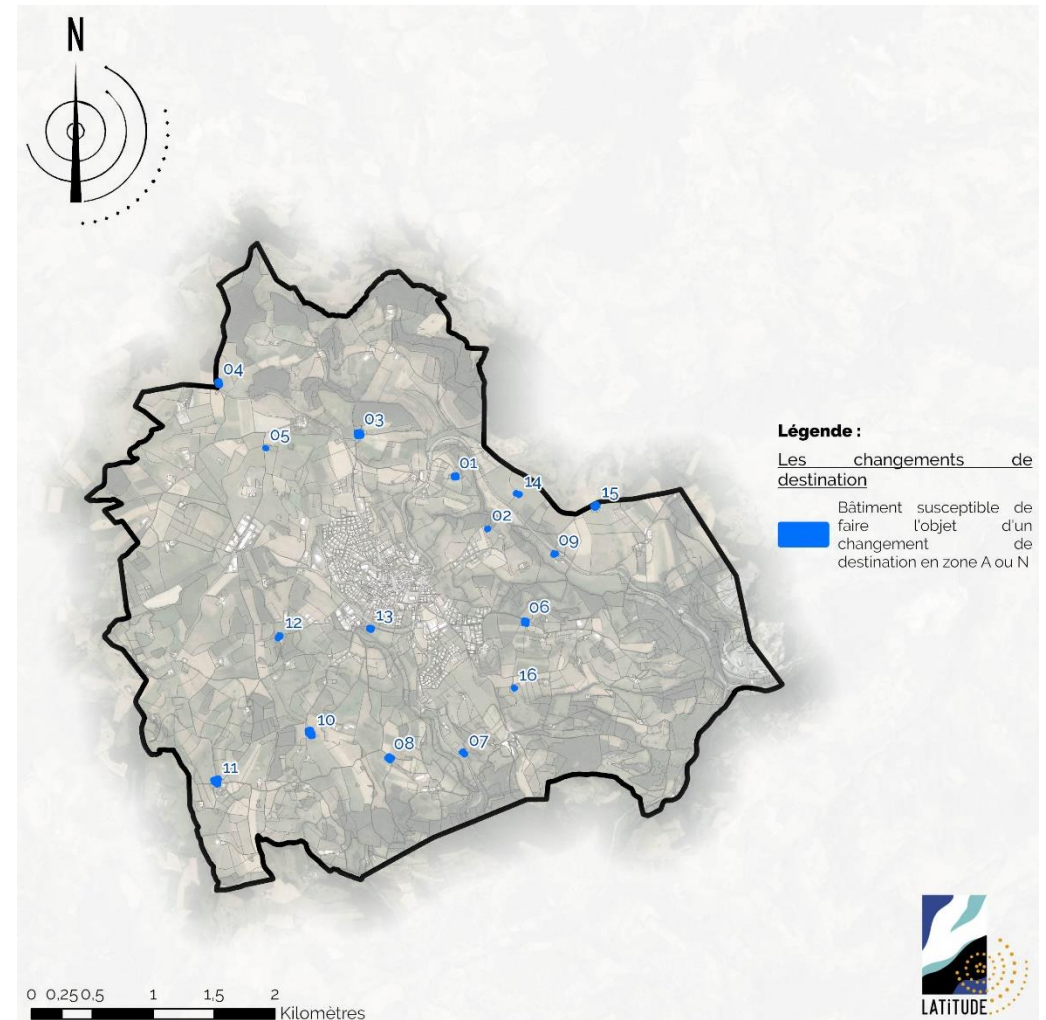 N
04
03
05
01
14
15
02
09
06
13
12
16
10
08
07
11
Légende :
Les changements de
destination
Bâtiment susceptible de
faire l'objet d'un
changement de
destination en zone A ou N
0 0,25 0,5 1 1,5 2
Kilomètres
LATITUDE